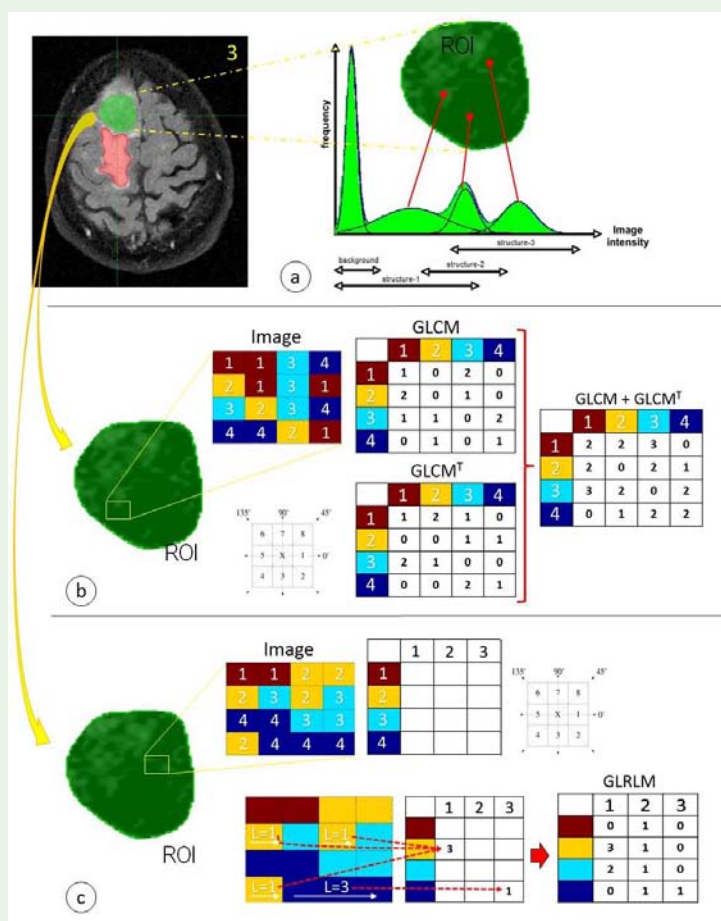 3
ROI
frequency
Image
intensity
structure-3
background
structure-2
structure-1
a
Image
1 1 3 4
2 1 3 1
3 2 3 4
4 4 2 1
GLCM
1 2 3 4
1 1 0 2 0
2 2 0 1 0
3 1 1 0 2
4 0 1 0 1
GLCM + GLCMᵀ
1 2 3 4
1 2 2 3 0
2 2 0 2 1
3 3 2 0 2
4 0 1 2 2
GLCMᵀ
1 2 3 4
1 1 2 1 0
2 0 0 1 1
3 2 1 0 0
4 0 0 2 1
135° 90° 45°
6 7 8
5 X 1 0°
4 3 2
ROI
b
Image
1 1 2 2
2 3 2 3
4 4 3 3
2 4 4 4
1 2 3
1
2
3
4
135° 90° 45°
6 7 8
5 X 1 0°
4 3 2
ROI
L=1 L=1
L=1 L=3
1 2 3
3
1
GLRLM
1 2 3
0 1 0
3 1 0
2 1 0
0 1 1
c